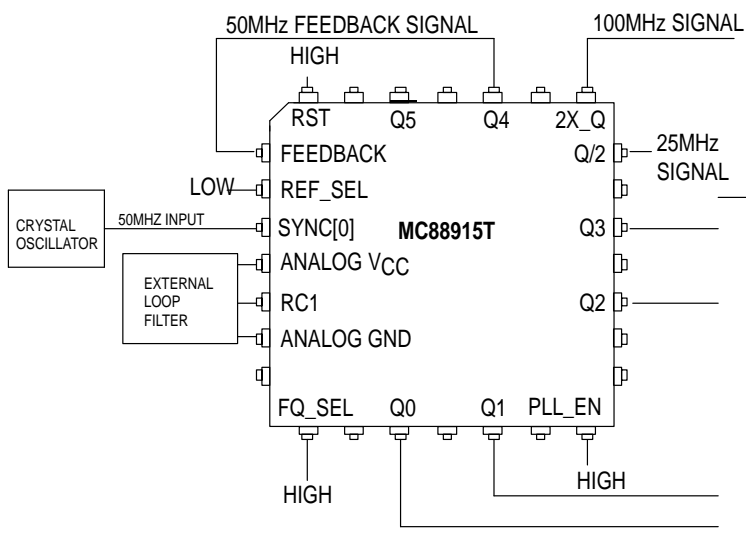 50MHz FEEDBACK SIGNAL
100MHz SIGNAL
HIGH
RST
Q5
Q4
2X_Q
FEEDBACK
Q/2
25MHz
SIGNAL
LOW
REF_SEL
CRYSTAL
OSCILLATOR
50MHZ INPUT
SYNC[0]
MC88915T
Q3
ANALOG VCC
EXTERNAL
LOOP
FILTER
RC1
Q2
ANALOG GND
FQ_SEL
Q0
Q1
PLL_EN
HIGH
HIGH